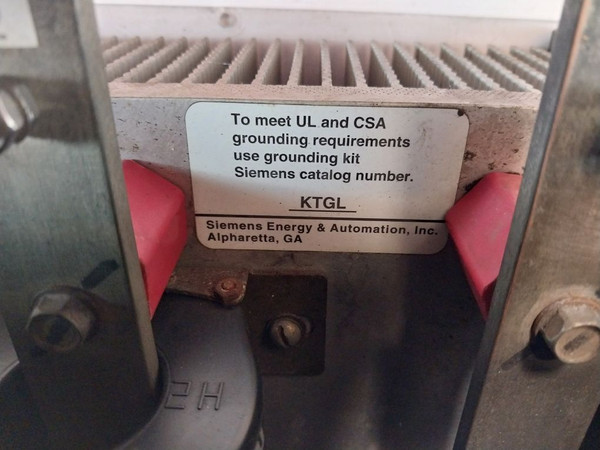 To meet UL and CSA
grounding requirements
use grounding kit
Siemens catalog number.
KTGL
Siemens Energy & Automation, Inc.
Alpharetta, GA
2H